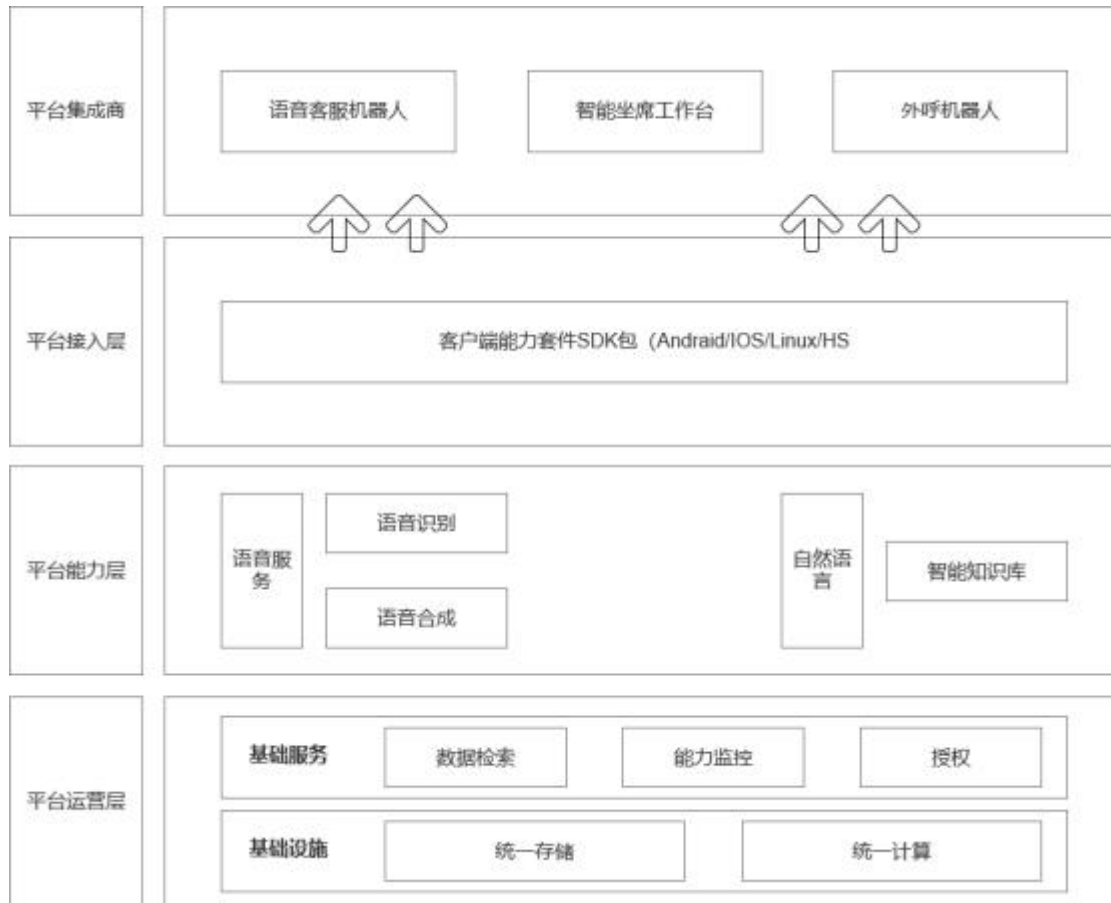 平台集成商
语音客服机器人
智能坐席工作台
外呼机器人
平台接入层
客户端能力套件SDK包（Andraid/IOS/Linux/HS
平台能力层
语音服
务
语音识别
语音合成
自然语
言
智能知识库
平台运营层
基础服务
数据检索
能力监控
授权
基础设施
统一存储
统一计算